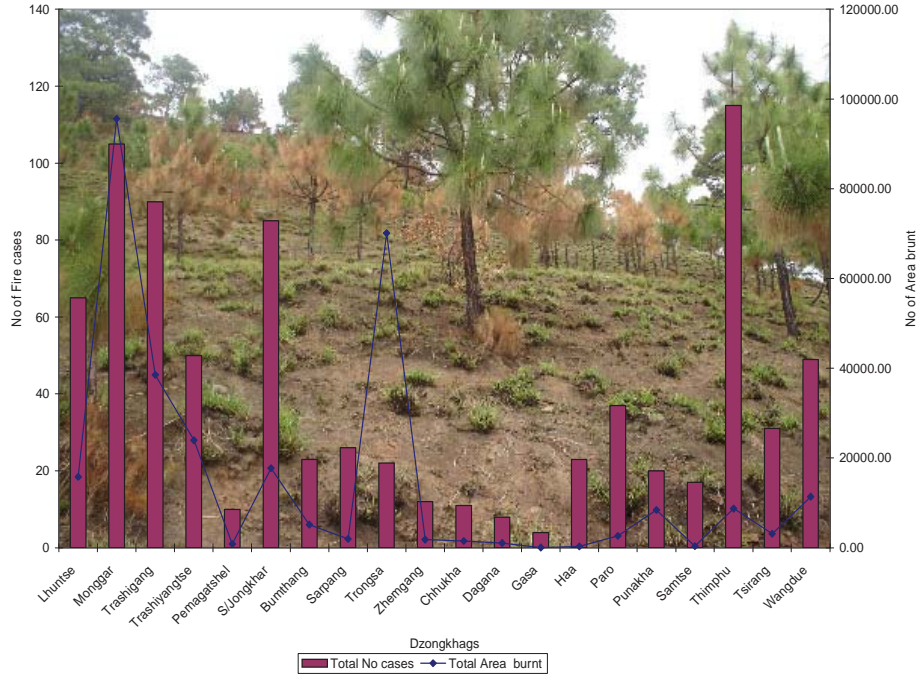 No of Fire cases
140
120
100
80
60
40
20
0
120000.00
100000.00
80000.00
60000.00
40000.00
20000.00
0.00
No of Area brunt
Lhuntse
Monggar
Trashigang
Trashiyangtse
Pemagatshel
S/Jongkhar
Bumthang
Sarpang
Trongsa
Zhemgang
Chhukha
Dagana
Gasa
Haa
Paro
Punakha
Samtse
Thimphu
Tsirang
Wangdue
Dzongkhags
Total No cases Total Area burnt